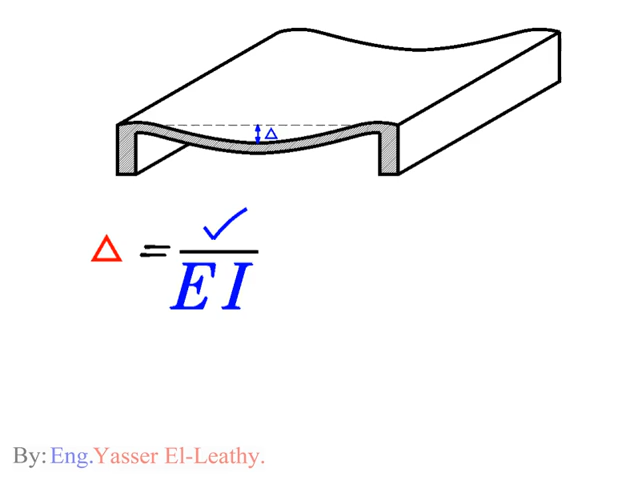 Δ
Δ = ✓ / EI
By: Eng.Yasser El-Leathy.